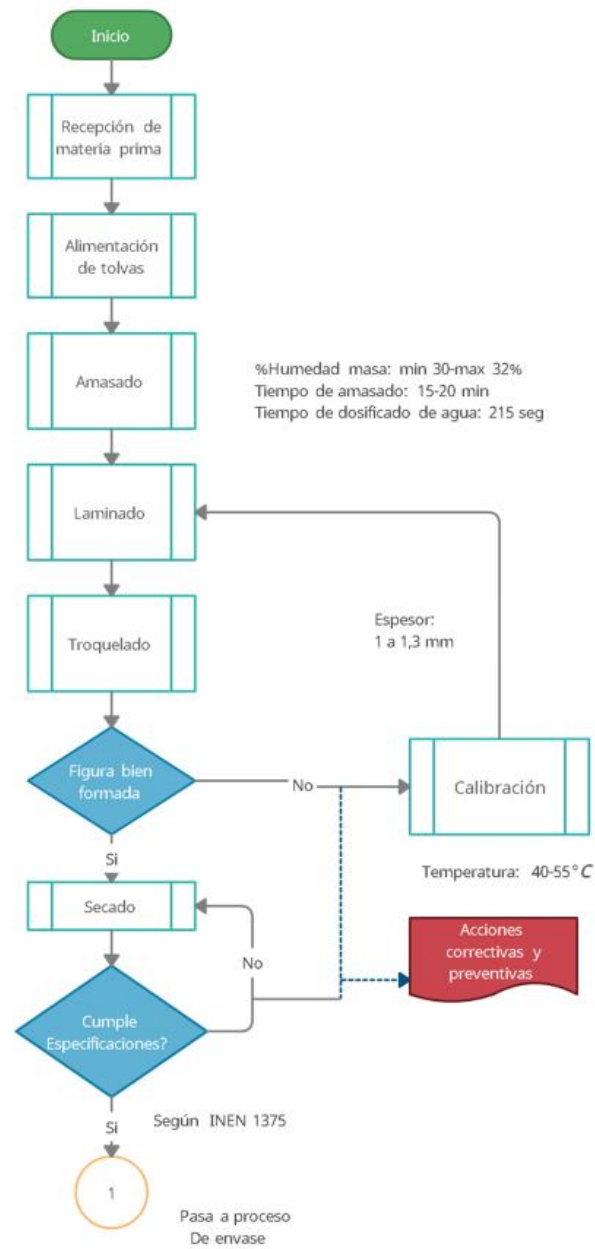 Inicio
Recepción de
materia prima
Alimentación
de tolvas
Amasado
%Humedad masa: min 30-max 32%
Tiempo de amasado: 15-20 min
Tiempo de dosificado de agua: 215 seg
Laminado
Espesor:
1 a 1,3 mm
Troquelado
Figura bien
formada
No
Calibración
Si
Temperatura: 40-55°C
Secado
Acciones
correctivas y
preventivas
No
Cumple
Especificaciones?
Si
Según INEN 1375
1
Pasa a proceso
De envase